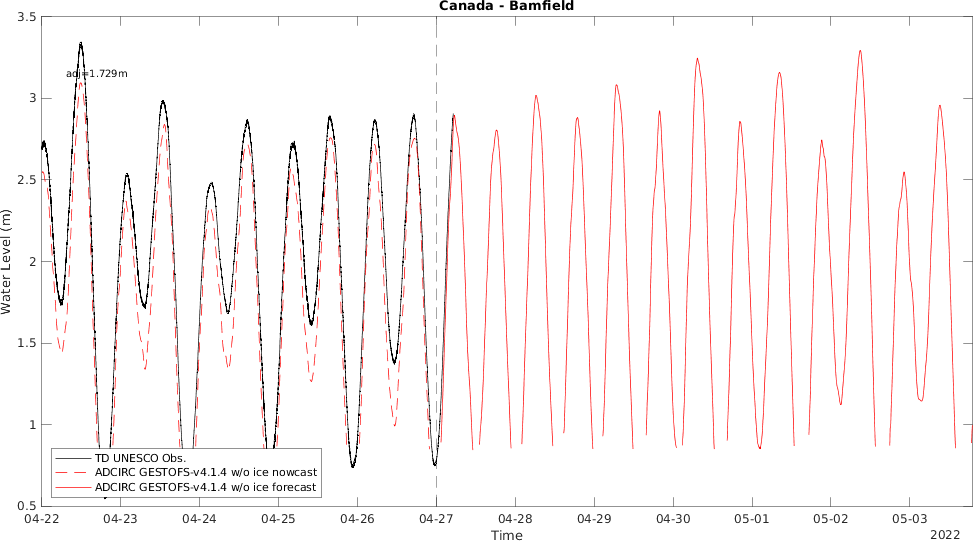 Canada - Bamfield
3.5
3
2.5
2
1.5
1
0.5
Water Level (m)
adj=1.729m
TD UNESCO Obs.
ADCIRC GESTOFS-v4.1.4 w/o ice nowcast
ADCIRC GESTOFS-v4.1.4 w/o ice forecast
04-22 04-23 04-24 04-25 04-26 04-27 04-28 04-29 04-30 05-01 05-02 05-03
Time
2022